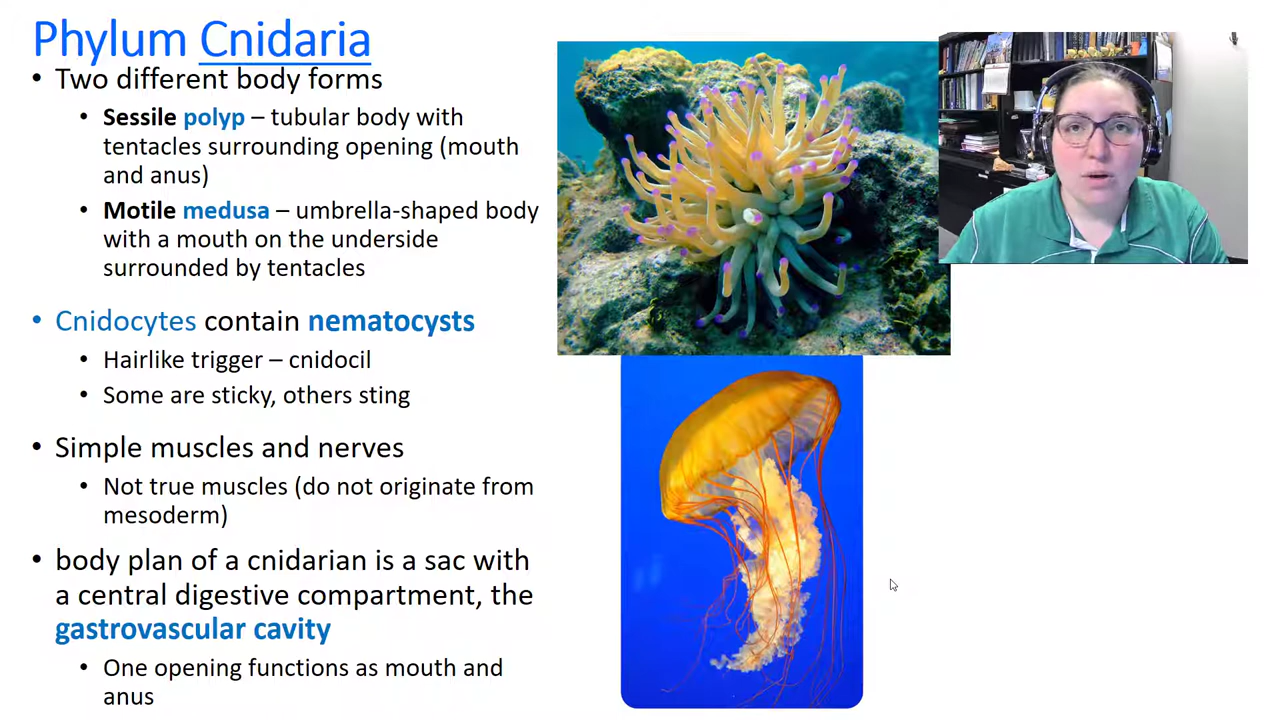 Phylum Cnidaria
• Two different body forms
• Sessile polyp – tubular body with
tentacles surrounding opening (mouth
and anus)
• Motile medusa – umbrella-shaped body
with a mouth on the underside
surrounded by tentacles
• Cnidocytes contain nematocysts
• Hairlike trigger – cnidocil
• Some are sticky, others sting
• Simple muscles and nerves
• Not true muscles (do not originate from
mesoderm)
• body plan of a cnidarian is a sac with
a central digestive compartment, the
gastrovascular cavity
• One opening functions as mouth and
anus